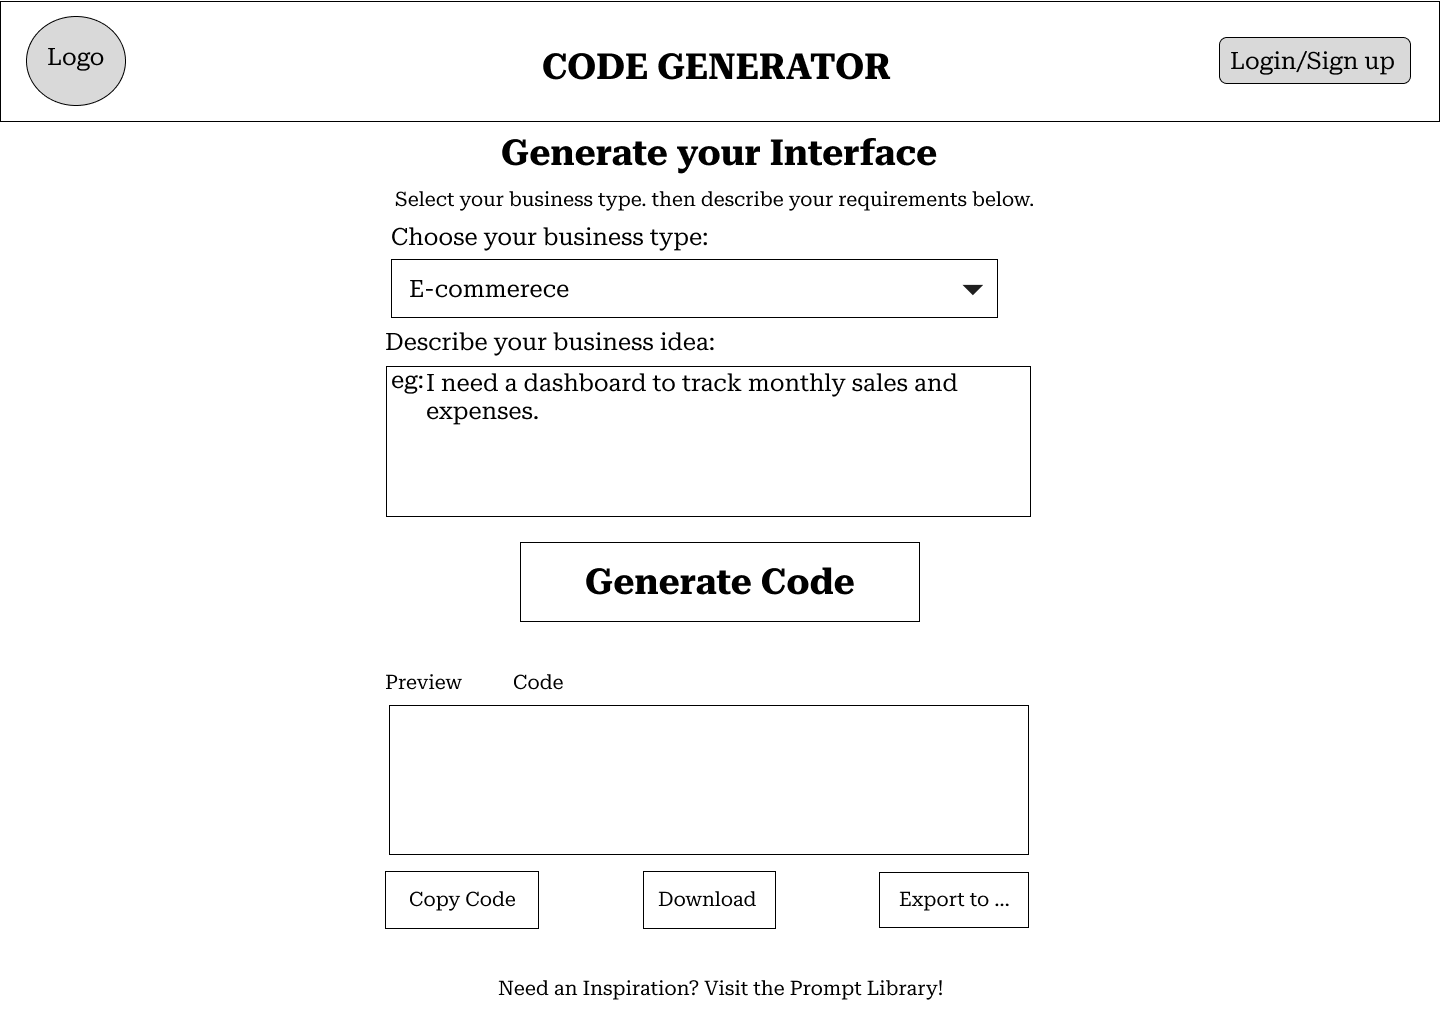 Logo
CODE GENERATOR
Login/Sign up
Generate your Interface
Select your business type. then describe your requirements below.
Choose your business type:
E-commerece
Describe your business idea:
eg: I need a dashboard to track monthly sales and
expenses.
Generate Code
Preview Code
Copy Code Download Export to ...
Need an Inspiration? Visit the Prompt Library!